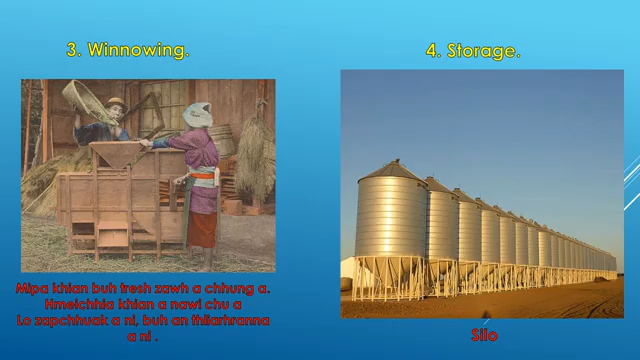 3. Winnowing.
4. Storage.
Mipa khian buh thresh zawh a chhung a.
Hmeichhia khian a nawi chu a
Lo zapchhuak a ni, buh an thliarhranna
a ni .
Silo